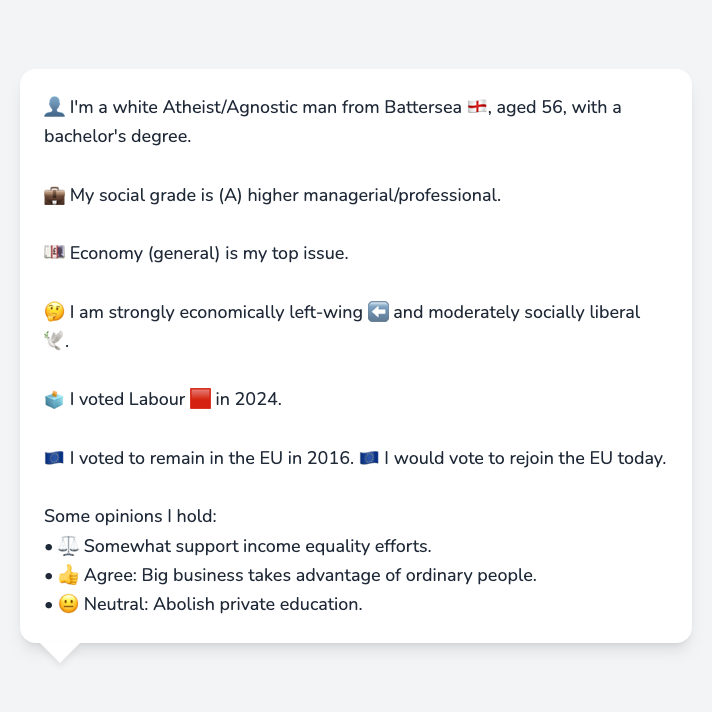 👤 I'm a white Atheist/Agnostic man from Battersea 🏴󠁧󠁢󠁥󠁮󠁧󠁿, aged 56, with a
bachelor's degree.
💼 My social grade is (A) higher managerial/professional.
💷 Economy (general) is my top issue.
🤔 I am strongly economically left-wing ⬅️ and moderately socially liberal
🕊️.
🗳️ I voted Labour 🟥 in 2024.
🇪🇺 I voted to remain in the EU in 2016. 🇪🇺 I would vote to rejoin the EU today.
Some opinions I hold:
• ⚖️ Somewhat support income equality efforts.
• 👍 Agree: Big business takes advantage of ordinary people.
• 😐 Neutral: Abolish private education.